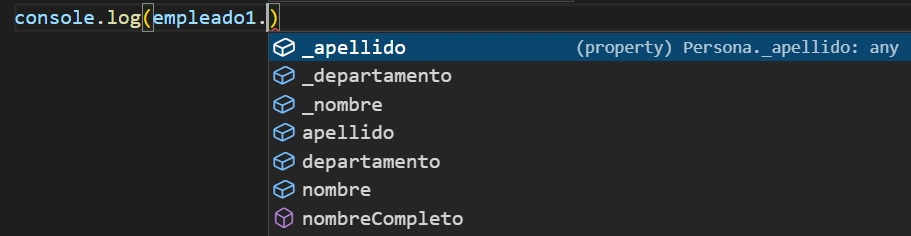 console.log(empleado1.)
_apellido (property) Persona._apellido: any
_departamento
_nombre
apellido
departamento
nombre
nombreCompleto